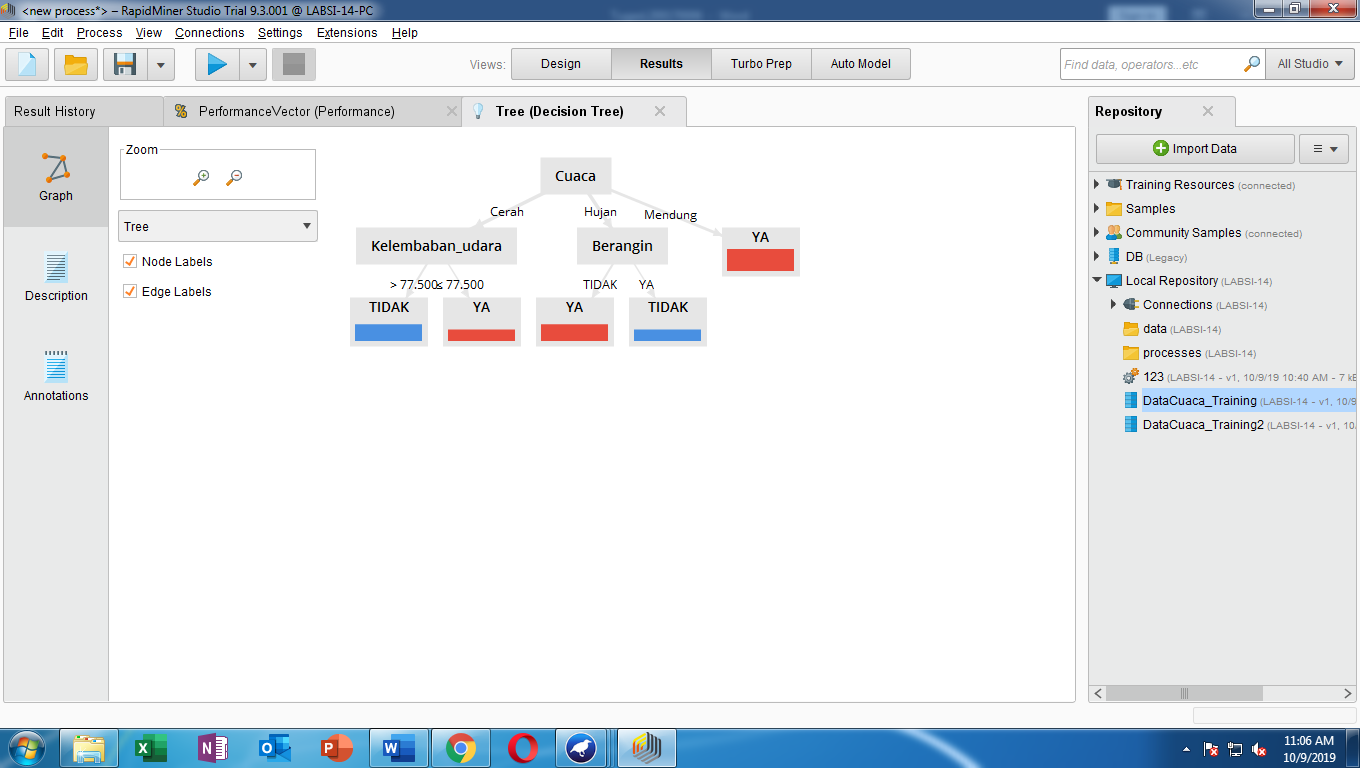 <new process*> – RapidMiner Studio Trial 9.3.001 @ LABSI-14-PC
File Edit Process View Connections Settings Extensions Help
Views: Design Results Turbo Prep Auto Model
Find data, operators...etc
All Studio
Result History
PerformanceVector (Performance)
Tree (Decision Tree)
Graph
Description
Annotations
Zoom
Tree
Node Labels
Edge Labels
Cuaca
Cerah Hujan Mendung
Kelembaban_udara Berangin YA
> 77.500 ≤ 77.500 TIDAK YA
TIDAK YA YA TIDAK
Repository
Import Data
Training Resources (connected)
Samples
Community Samples (connected)
DB (Legacy)
Local Repository (LABSI-14)
Connections (LABSI-14)
data (LABSI-14)
processes (LABSI-14)
123 (LABSI-14 - v1, 10/9/19 10:40 AM - 7 kB
DataCuaca_Training (LABSI-14 - v1, 10/9
DataCuaca_Training2 (LABSI-14 - v1, 10/
11:06 AM
10/9/2019